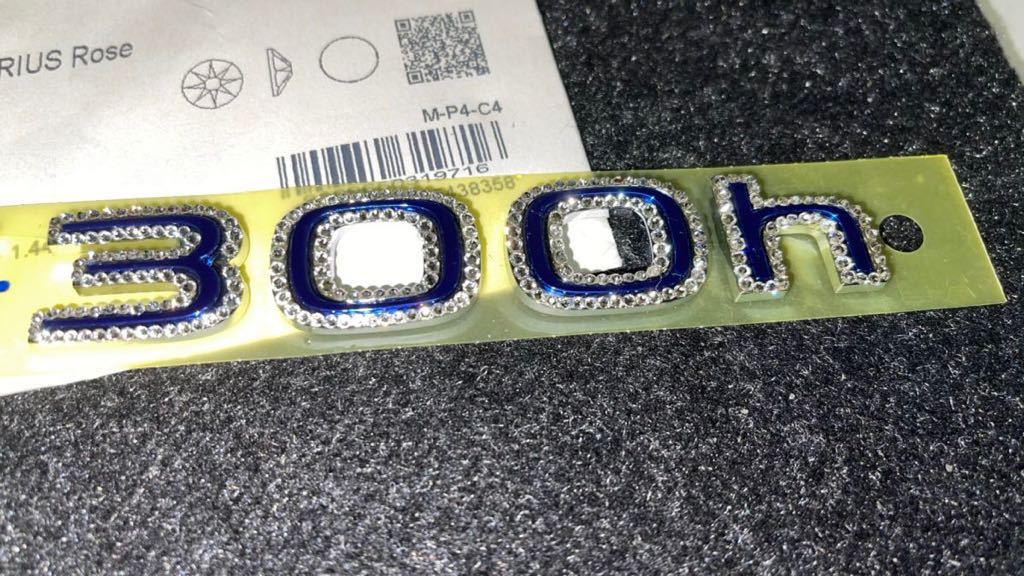 RIUS Rose
M-P4-C4
300h